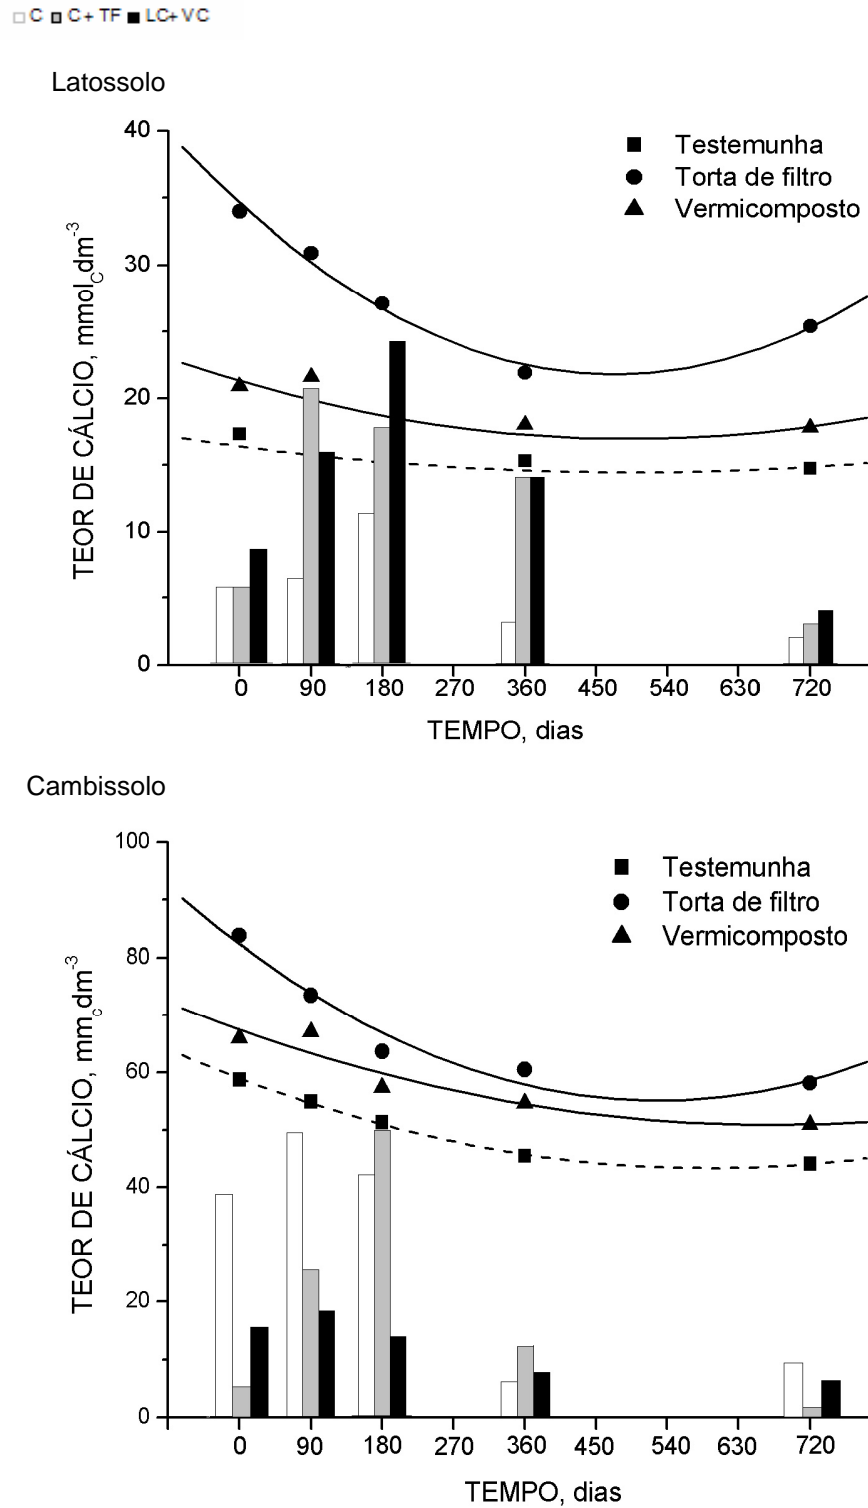 C C + TF LC+ VC
Latossolo
40
30
20
10
0
TEOR DE CÁLCIO, mmolCdm-3
Testemunha
Torta de filtro
Vermicomposto
0 90 180 270 360 450 540 630 720
TEMPO, dias
Cambissolo
100
80
60
40
20
0
TEOR DE CÁLCIO, mmcdm-3
Testemunha
Torta de filtro
Vermicomposto
0 90 180 270 360 450 540 630 720
TEMPO, dias